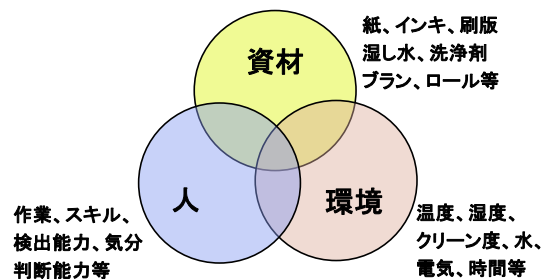 資材
紙、インキ、刷版
湿し水、洗浄剤
ブラン、ロール等
人
環境
作業、スキル、
検出能力、気分
判断能力等
温度、湿度、
クリーン度、水、
電気、時間等